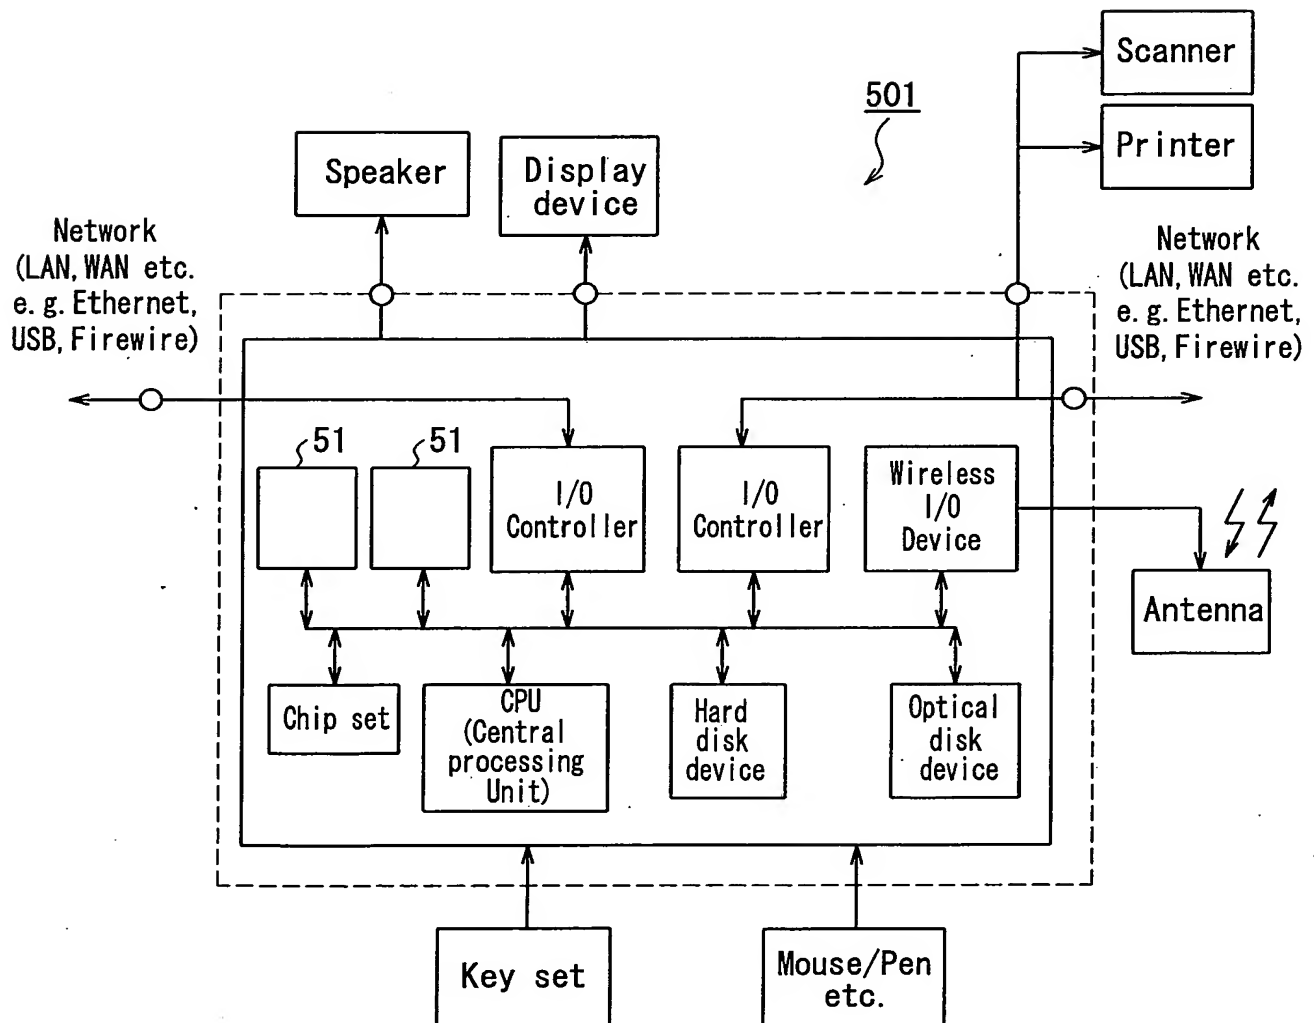 Scanner
501
Printer
Speaker
Display
device
Network
(LAN, WAN etc.
e. g. Ethernet,
USB, Firewire)
Network
(LAN, WAN etc.
e. g. Ethernet,
USB, Firewire)
51
51
I/O
Controller
I/O
Controller
Wireless
I/O
Device
Antenna
Chip set
CPU
(Central
processing
Unit)
Hard
disk
device
Optical
disk
device
Key set
Mouse/Pen
etc.